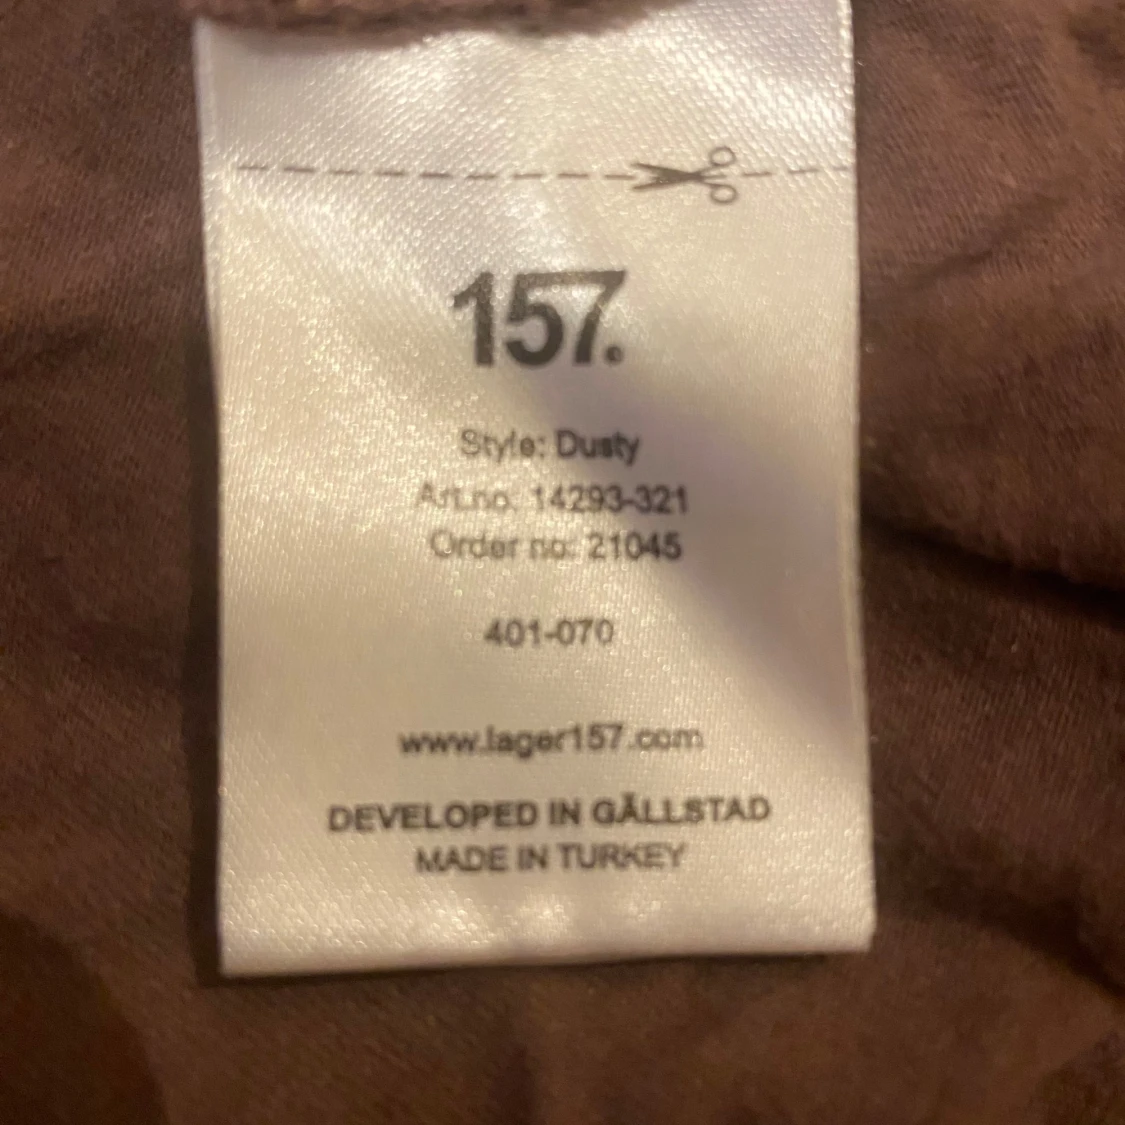 157.
Style: Dusty
Art.no. 14293-321
Order no: 21045
401-070
www.lager157.com
DEVELOPED IN GÄLLSTAD
MADE IN TURKEY